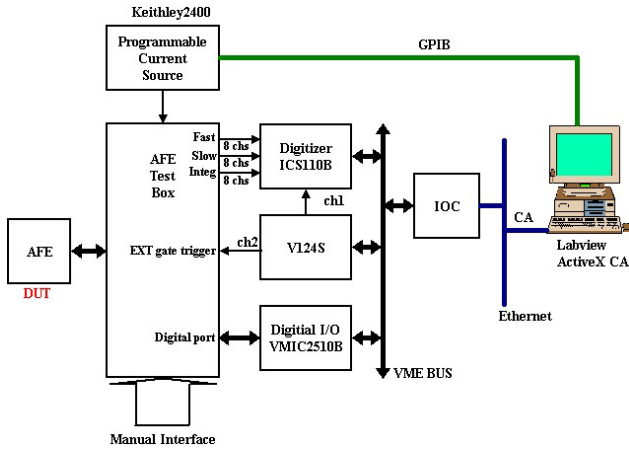 Keithley2400
Programmable
Current
Source
GPIB
Fast
8 chs
Slow
8 chs
Integ
8 chs
AFE
Test
Box
Digitizer
ICS110B
ch1
IOC
CA
Labview
ActiveX CA
AFE
DUT
EXT gate trigger
ch2
V124S
Ethernet
Digital port
Digitial I/O
VMIC2510B
VME BUS
Manual Interface